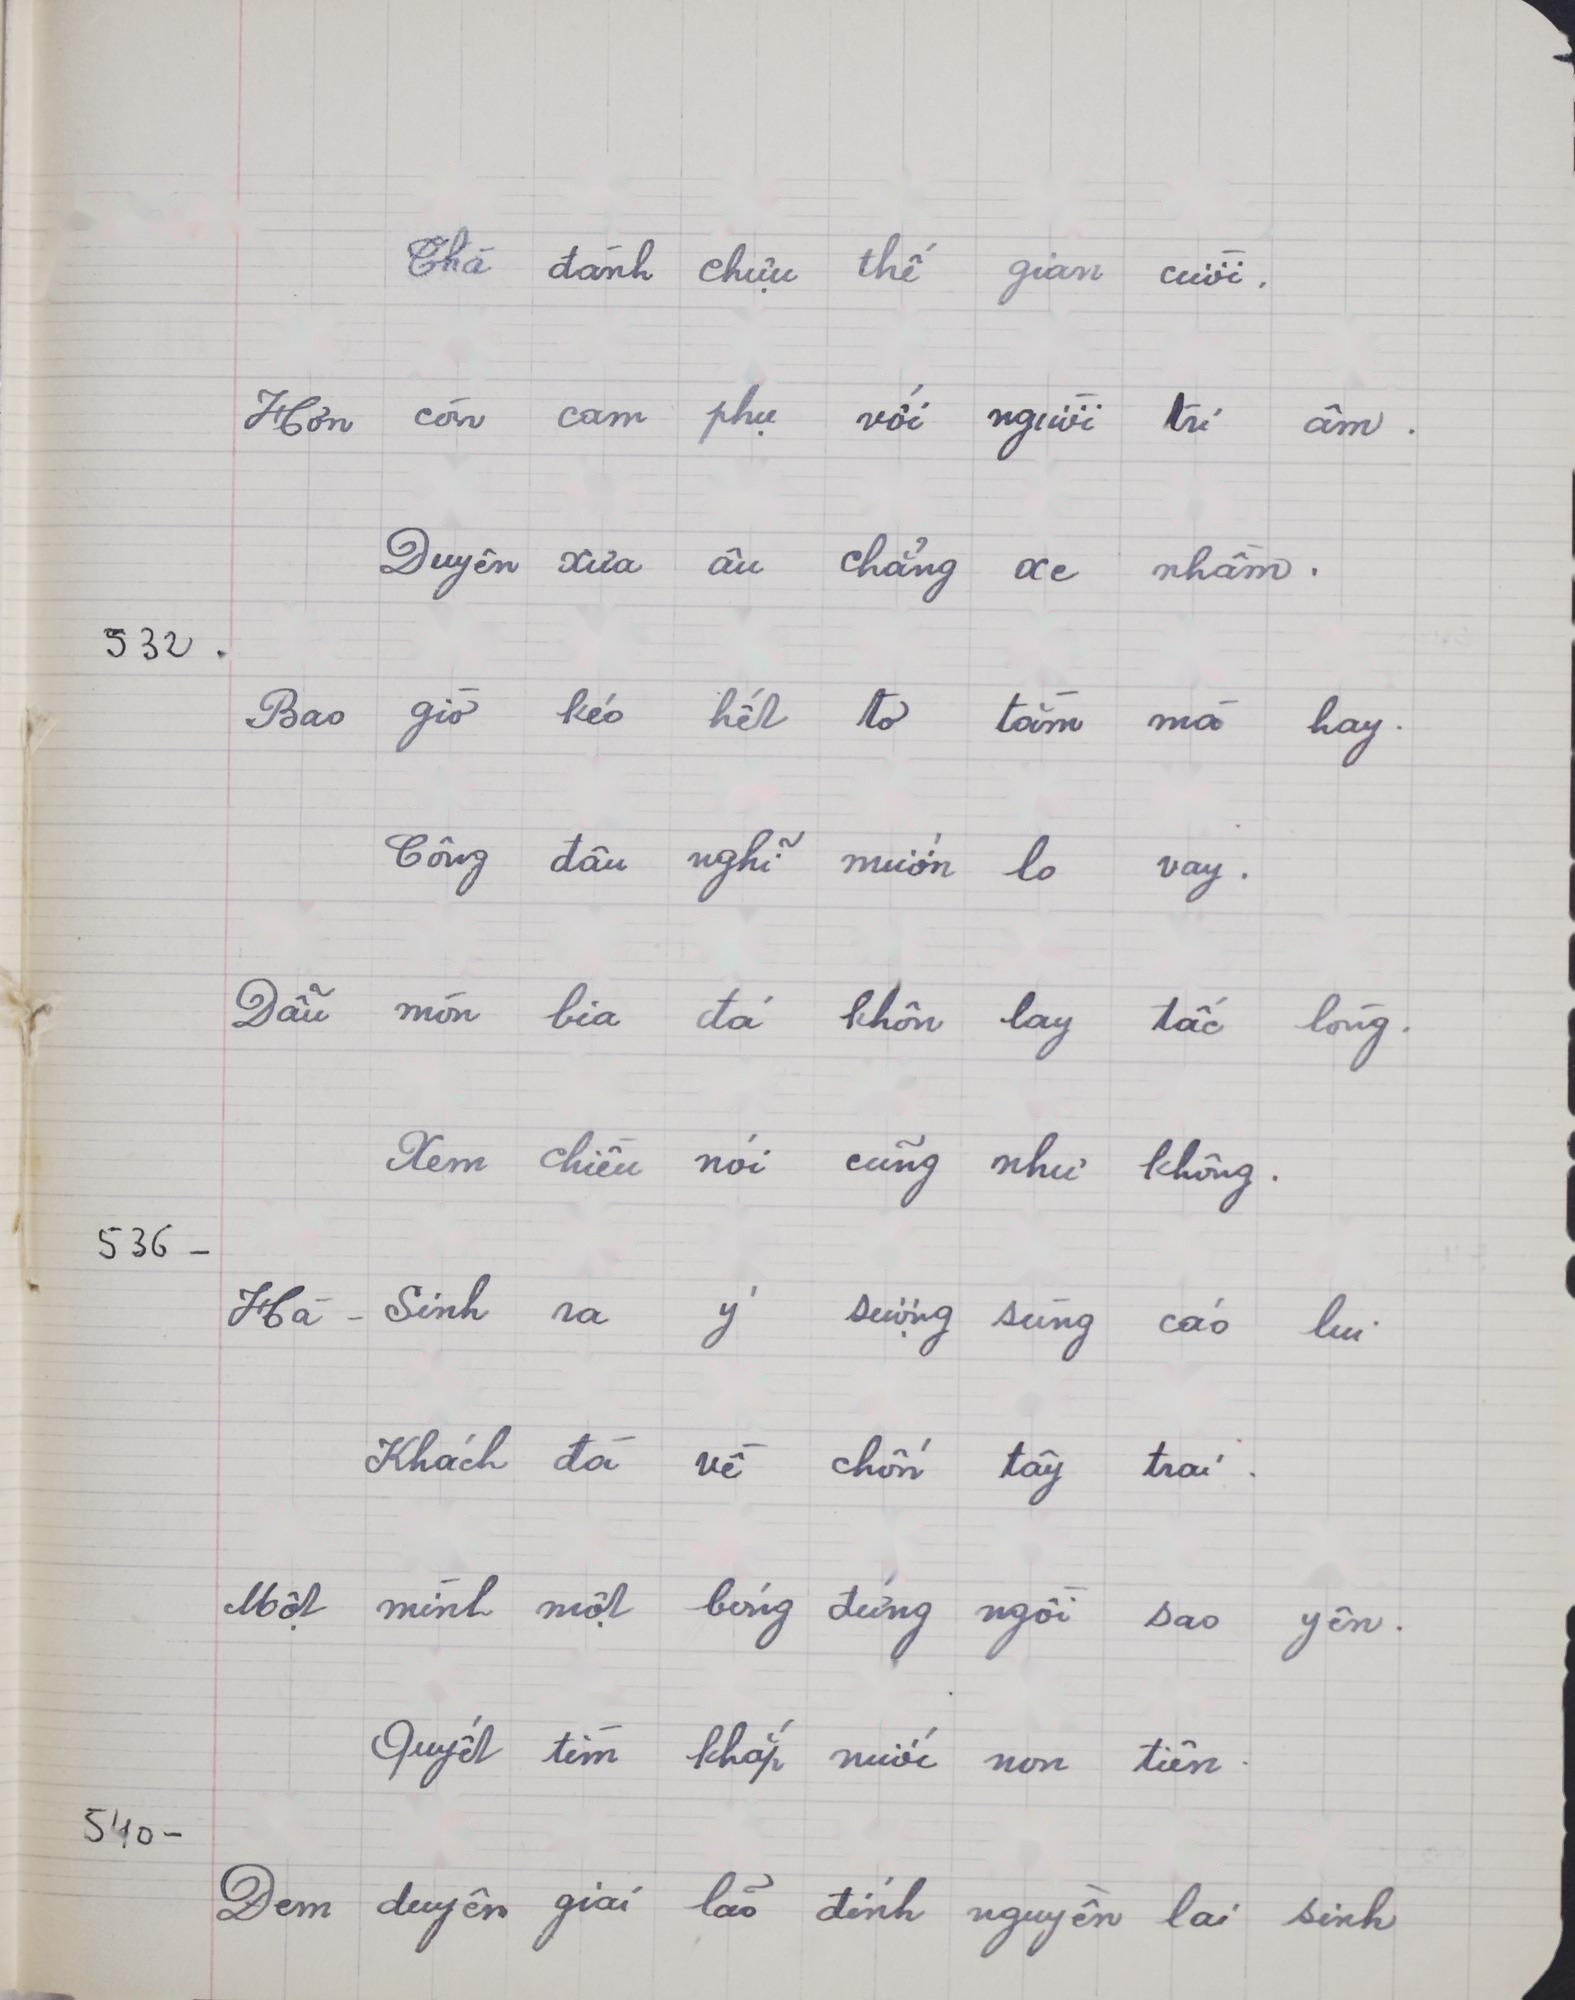 Thà đành chựu thế gian cười.
Hơn còn cam phụ với người trí âm.
Duyên xưa âu chẳng xe nhầm.
532.
Bao giờ kéo hết tơ tằm mà hay.
Công đâu nghĩ mướn lo vay.
Dẫu mòn bia đá khôn lay tấc lòng.
Xem chiều nói cũng như không.
536 -
Hà - Sinh ra ý sượng sùng cáo lui.
Khách đà về chốn tây trai.
Một mình một bóng đứng ngồi sao yên.
Quyết tìm khắp nước non tiên.
540 -
Đem duyên giai lão đính nguyền lai sinh